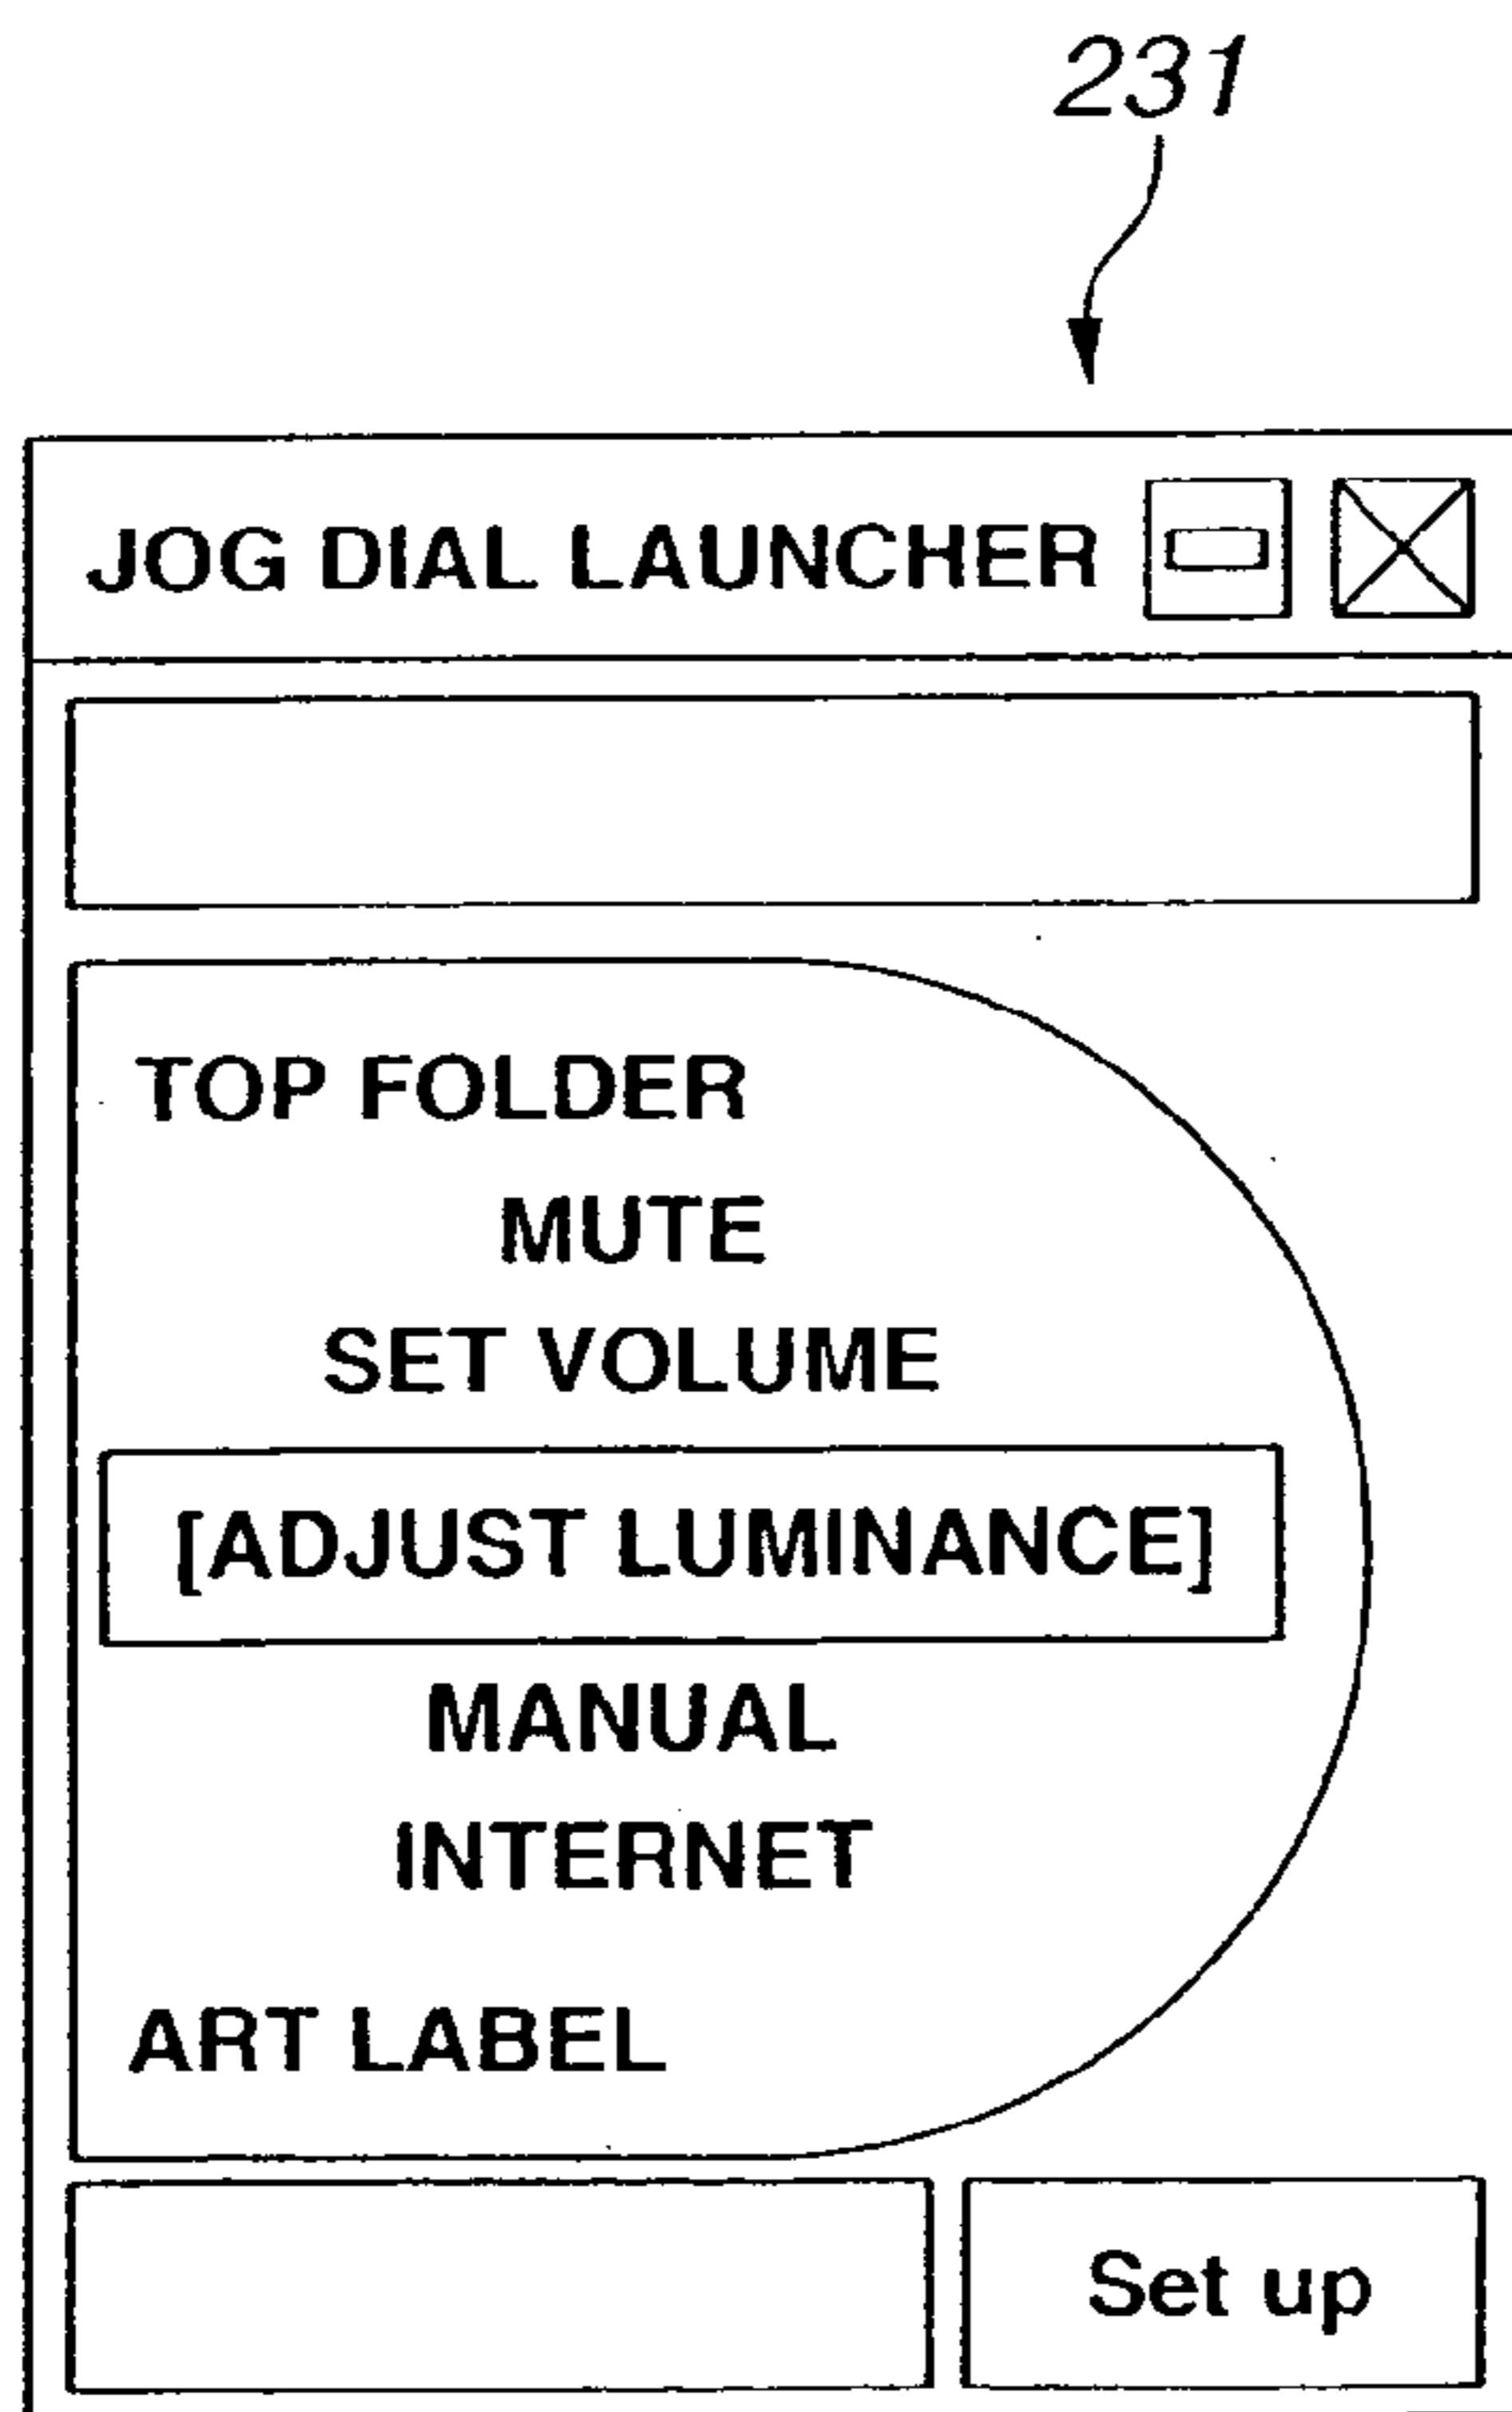 231
JOG DIAL LAUNCHER
TOP FOLDER
MUTE
SET VOLUME
[ADJUST LUMINANCE]
MANUAL
INTERNET
ART LABEL
Set up